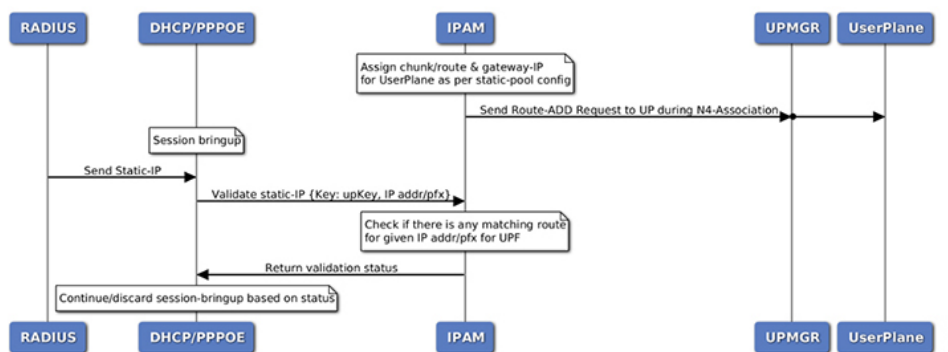 RADIUS DHCP/PPPOE IPAM UPMGR UserPlane
Assign chunk/route & gateway-IP
for UserPlane as per static-pool config
Send Route-ADD Request to UP during N4-Association
Session bringup
Send Static-IP
Validate static-IP {Key: upKey, IP addr/pfx}
Check if there is any matching route
for given IP addr/pfx for UPF
Return validation status
Continue/discard session-bringup based on status
RADIUS DHCP/PPPOE IPAM UPMGR UserPlane